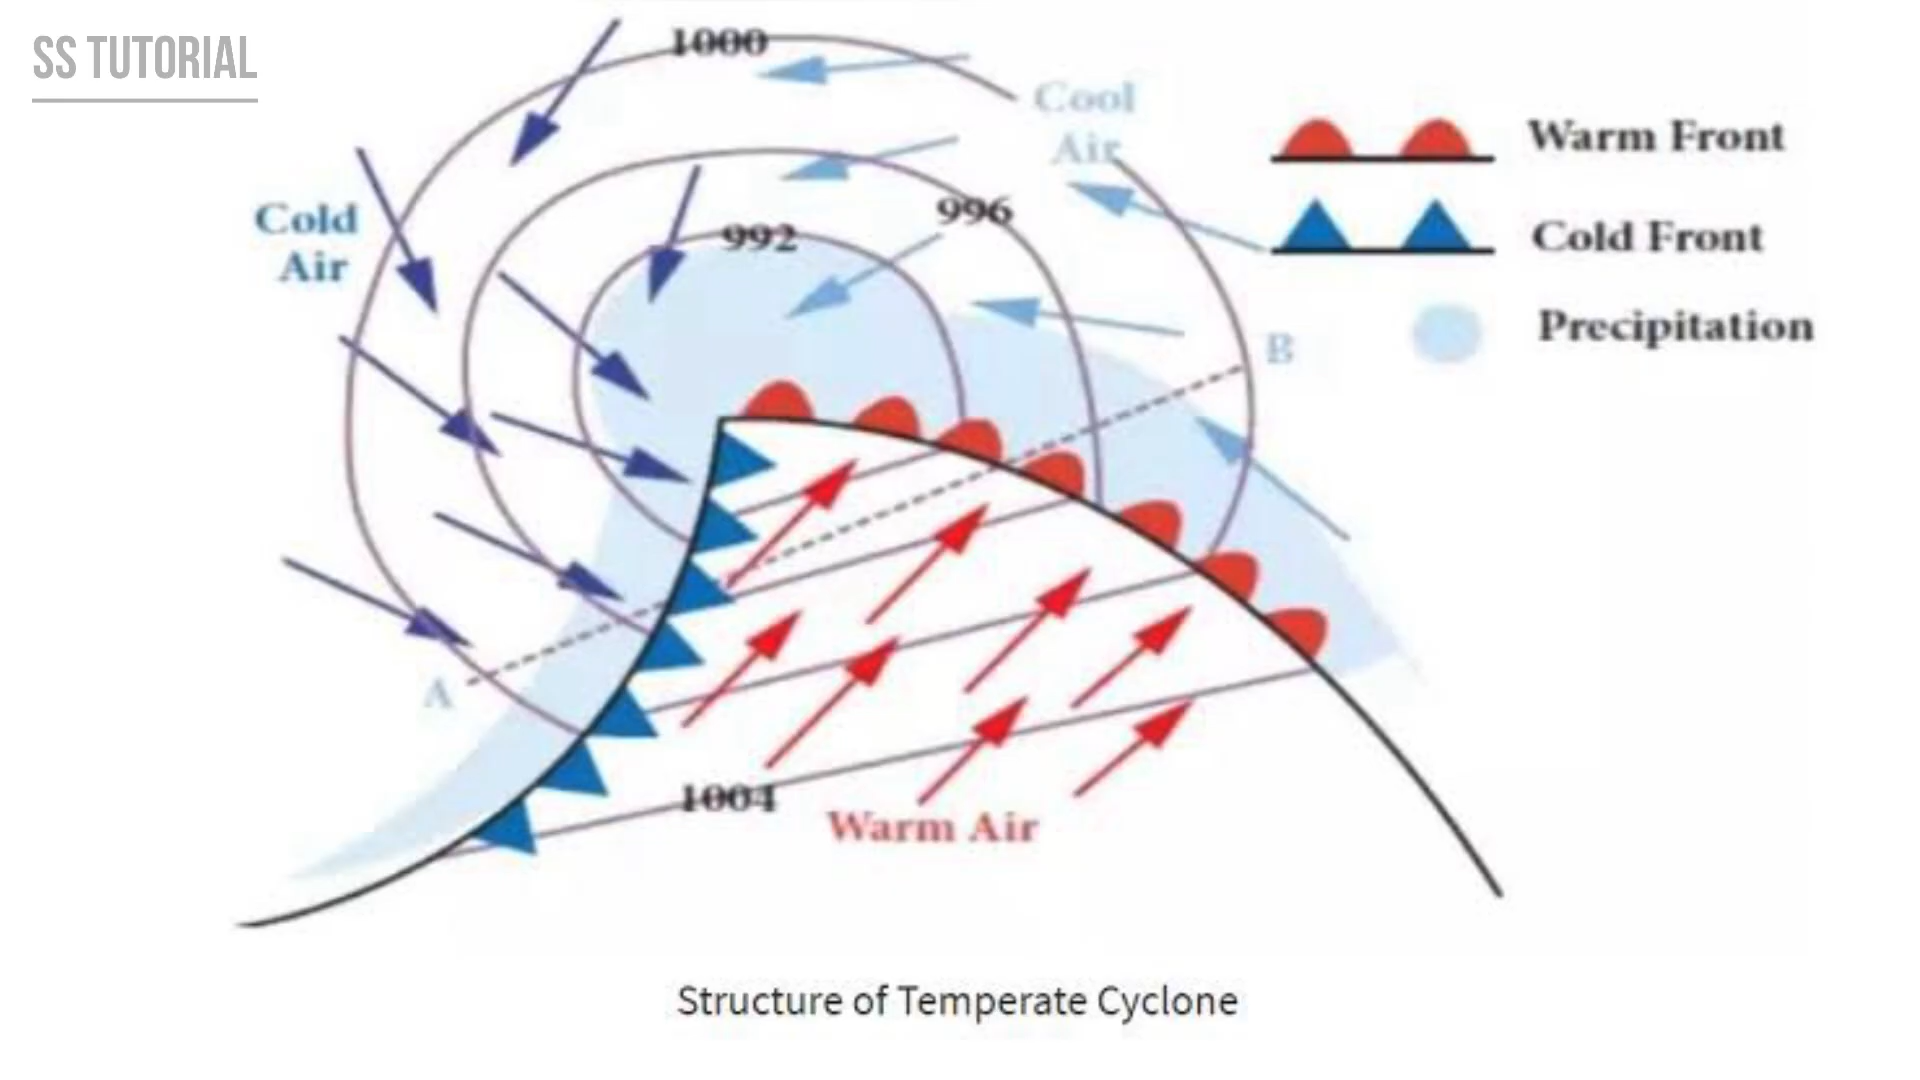 SS TUTORIAL
1000
Cool
Air
Warm Front
Cold
Air
996
992
Cold Front
Precipitation
B
A
1004
Warm Air
Structure of Temperate Cyclone